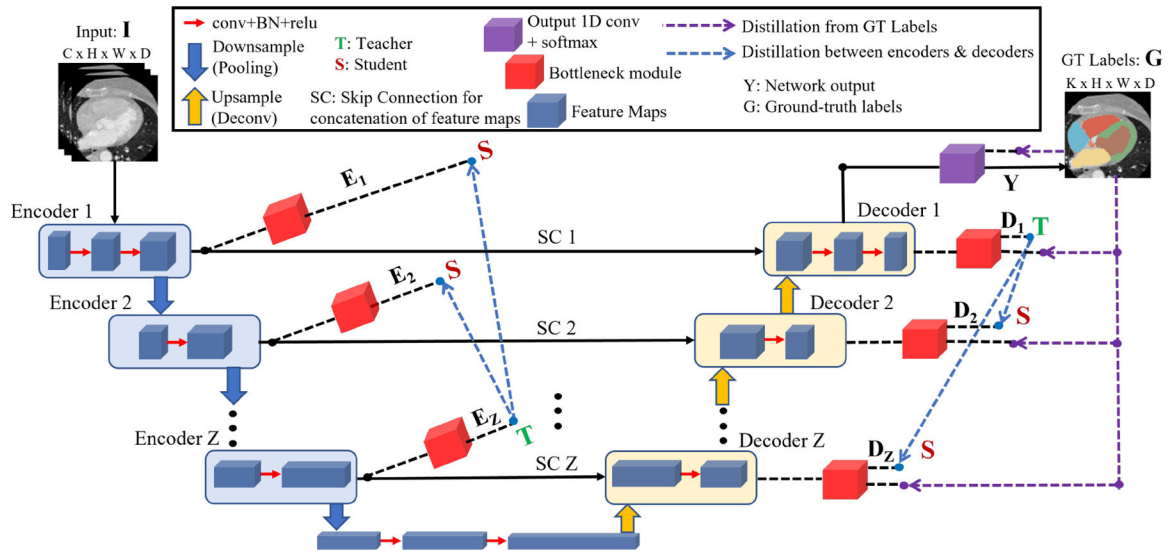 Input: I
C x H x W x D
conv+BN+relu
Downsample
(Pooling)
Upsample
(Deconv)
T: Teacher
S: Student
SC: Skip Connection for
concatenation of feature maps
Output 1D conv
+ softmax
Bottleneck module
Feature Maps
Distillation from GT Labels
Distillation between encoders & decoders
Y: Network output
G: Ground-truth labels
GT Labels: G
K x H x W x D
Encoder 1
E1
S
SC 1
Decoder 1
Y
D1
T
Encoder 2
E2
S
SC 2
Decoder 2
D2
S
Encoder Z
EZ
T
SC Z
Decoder Z
DZ
S